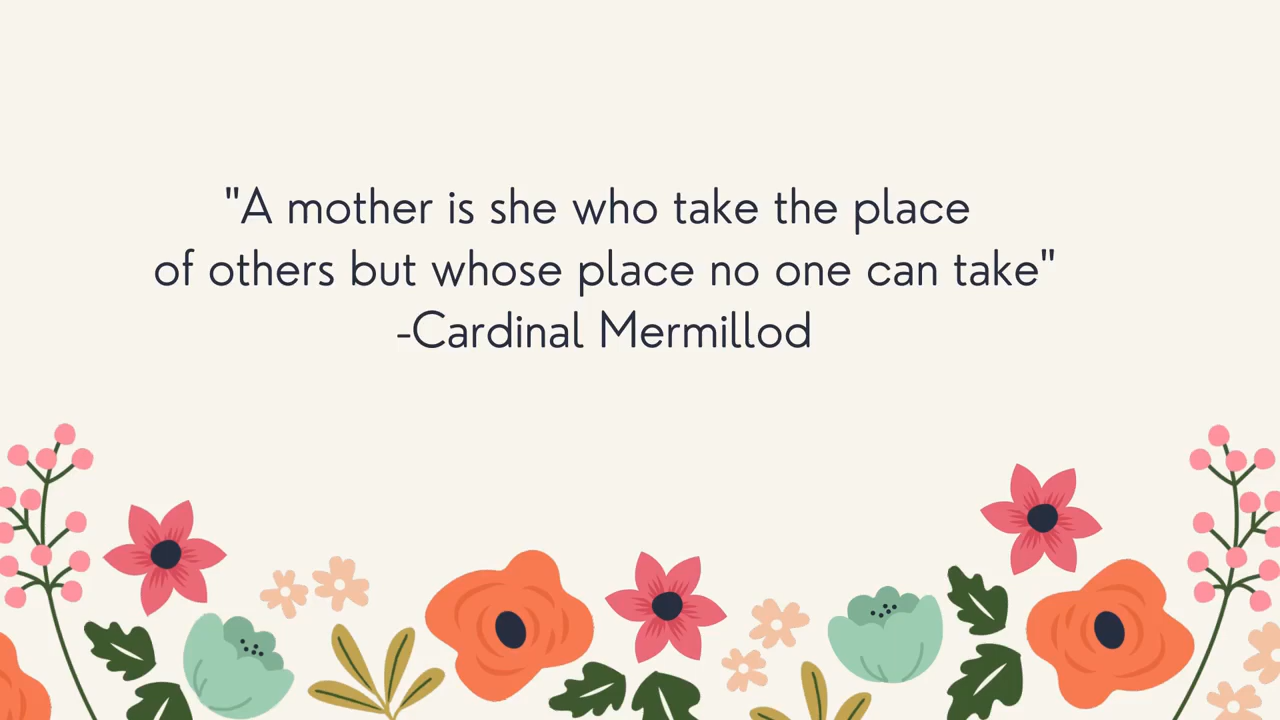 "A mother is she who take the place
of others but whose place no one can take"
-Cardinal Mermillod